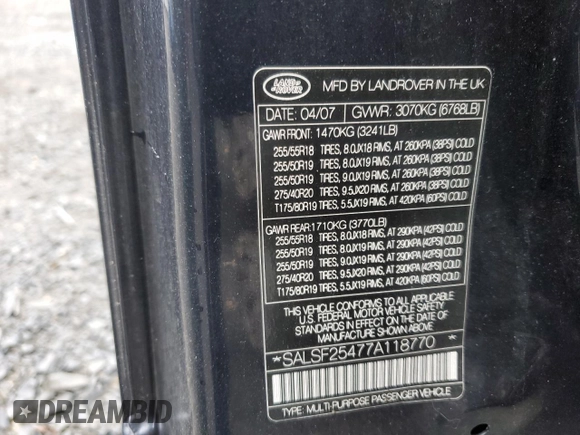 LAND
ROVER
MFD BY LANDROVER IN THE UK
DATE: 04/07 GVWR: 3070KG (6768LB)
GAWR FRONT: 1470KG (3241LB)
255/55R18 TIRES, 8.0JX18 RIMS, AT 260KPA (38PSI) COLD
255/50R19 TIRES, 8.0JX19 RIMS, AT 260KPA (38PSI) COLD
255/50R19 TIRES, 9.0JX19 RIMS, AT 260KPA (38PSI) COLD
275/40R20 TIRES, 9.5JX20 RIMS, AT 260KPA (38PSI) COLD
T175/80R19 TIRES, 5.5JX19 RIMS, AT 420KPA (60PSI) COLD
GAWR REAR:1710KG (3770LB)
255/55R18 TIRES, 8.0JX18 RIMS, AT 290KPA (42PSI) COLD
255/50R19 TIRES, 8.0JX19 RIMS, AT 290KPA (42PSI) COLD
255/50R19 TIRES, 9.0JX19 RIMS, AT 290KPA (42PSI) COLD
275/40R20 TIRES, 9.5JX20 RIMS, AT 290KPA (42PSI) COLD
T175/80R19 TIRES, 5.5JX19 RIMS, AT 420KPA (60PSI) COLD
THIS VEHICLE CONFORMS TO ALL APPLICABLE
U.S. FEDERAL MOTOR VEHICLE SAFETY
STANDARDS IN EFFECT ON THE DATE OF
MANUFACTURE SHOWN ABOVE
*SALSF25477A118770*
TYPE: MULTI-PURPOSE PASSENGER VEHICLE
DREAMBID